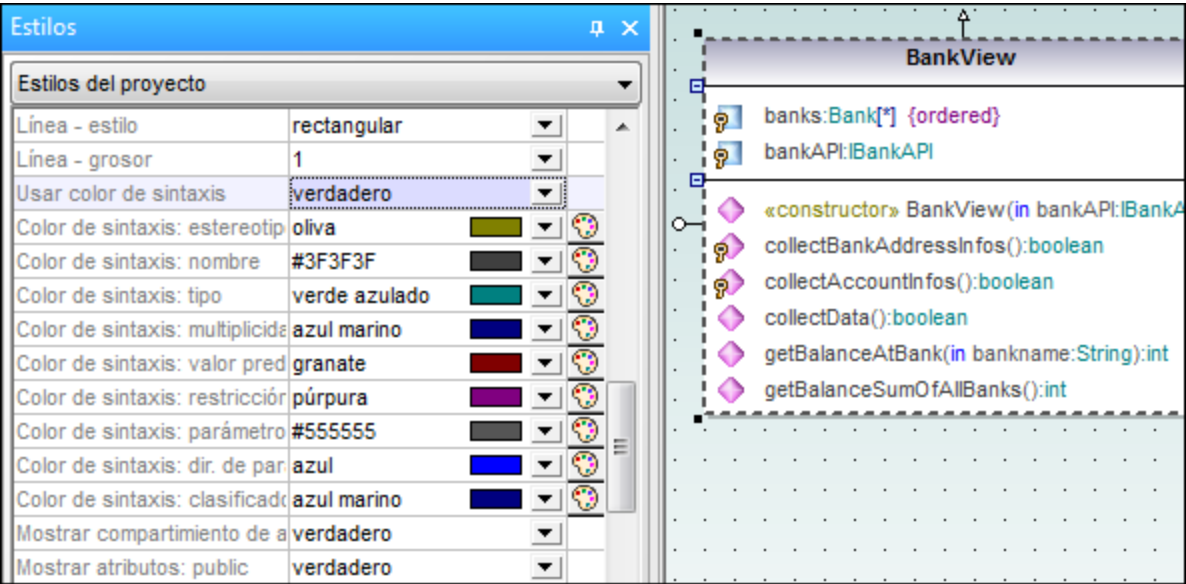 Estilos
Estilos del proyecto
Línea - estilo rectangular
Línea - grosor 1
Usar color de sintaxis verdadero
Color de sintaxis: estereotip oliva
Color de sintaxis: nombre #3F3F3F
Color de sintaxis: tipo verde azulado
Color de sintaxis: multiplicida azul marino
Color de sintaxis: valor pred granate
Color de sintaxis: restricción púrpura
Color de sintaxis: parámetro #555555
Color de sintaxis: dir. de par azul
Color de sintaxis: clasificado azul marino
Mostrar compartimiento de a verdadero
Mostrar atributos: public verdadero
BankView
banks:Bank[*] {ordered}
bankAPI:IBankAPI
«constructor» BankView(in bankAPI:IBankA
collectBankAddressInfos():boolean
collectAccountInfos():boolean
collectData():boolean
getBalanceAtBank(in bankname:String):int
getBalanceSumOfAllBanks():int